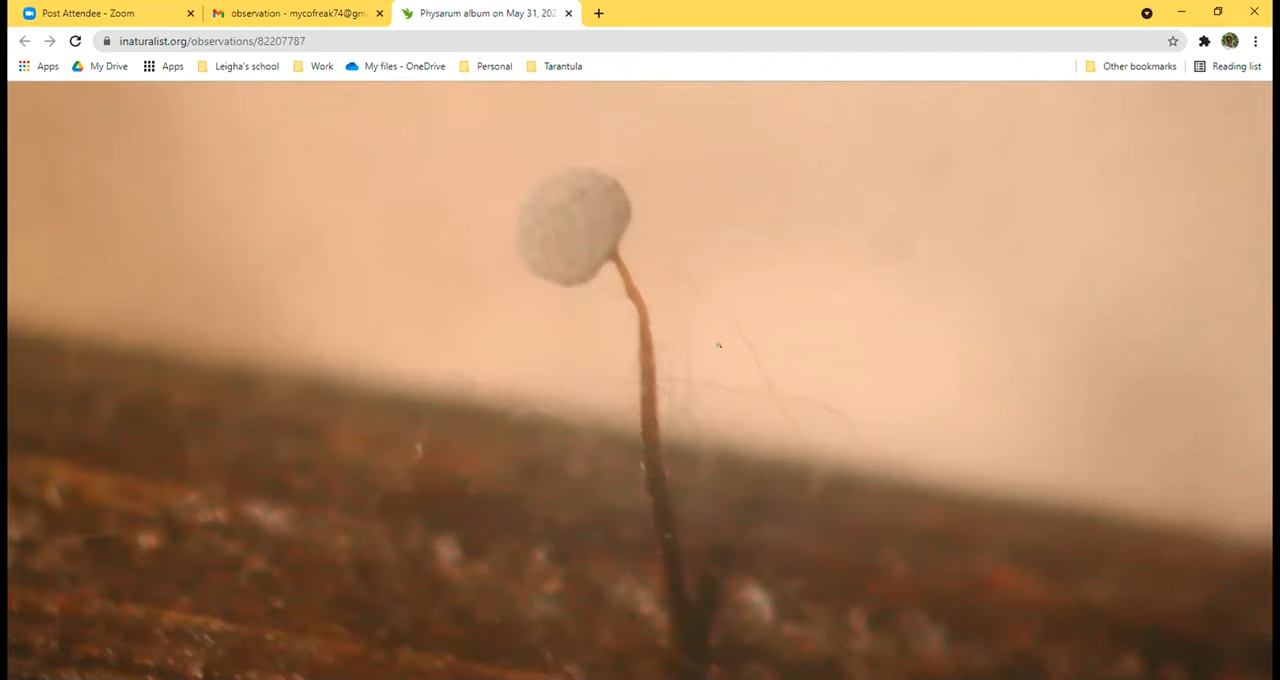 Post Attendee - Zoom
observation - mycofreak74@gm
Physarum album on May 31, 202
inaturalist.org/observations/82207787
Apps
My Drive
Apps
Leigha's school
Work
My files - OneDrive
Personal
Tarantula
Other bookmarks
Reading list